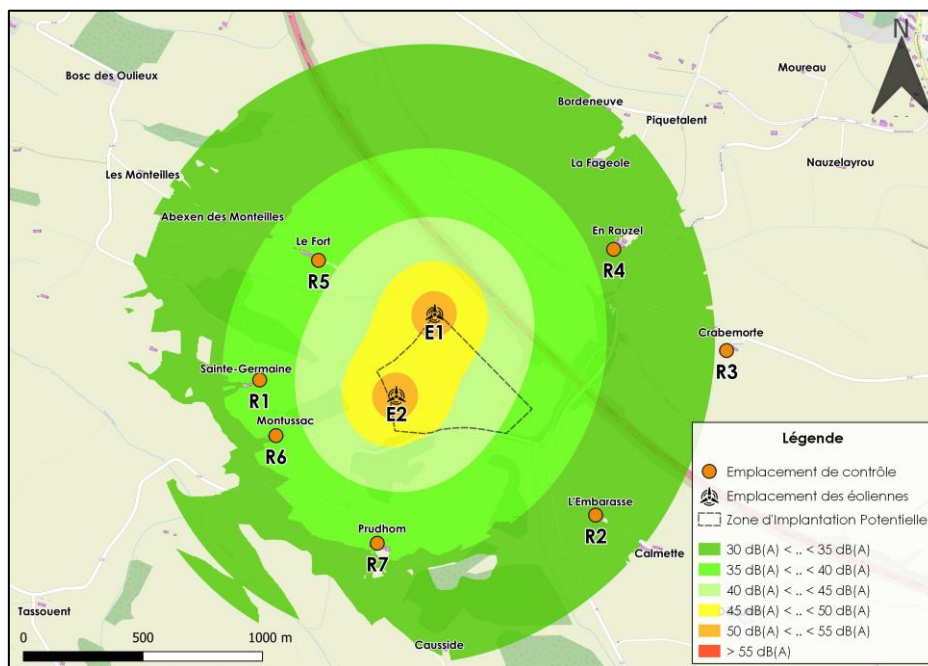 N
Bosc des Oulieux
Moureau
Bordeneuve
Piquetalent
La Fageole
Nauzelayrou
Les Monteilles
Abexen des Monteilles
Le Fort
R5
En Rauzel
R4
E1
Crabemorte
R3
Sainte-Germaine
R1
E2
Montussac
R6
L'Embarasse
R2
Prudhom
R7
Calmette
Tassouent
Causside
0 500 1000 m
Légende
Emplacement de contrôle
Emplacement des éoliennes
Zone d'Implantation Potentielle
30 dB(A) < .. < 35 dB(A)
35 dB(A) < .. < 40 dB(A)
40 dB(A) < .. < 45 dB(A)
45 dB(A) < .. < 50 dB(A)
50 dB(A) < .. < 55 dB(A)
> 55 dB(A)